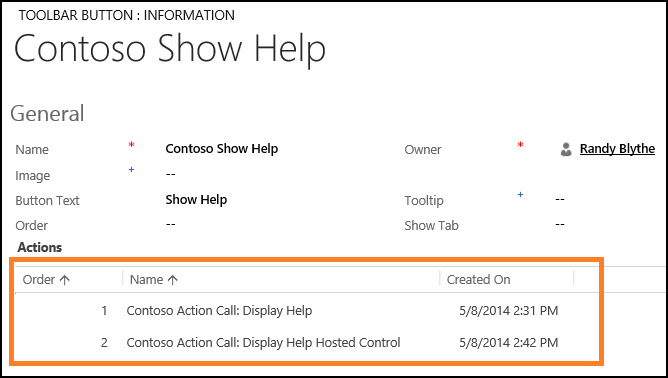 TOOLBAR BUTTON : INFORMATION
Contoso Show Help
General
Name * Contoso Show Help Owner * Randy Blythe
Image + --
Button Text Show Help Tooltip + --
Order -- Show Tab --
Actions
Order ↑ Name ↑ Created On
1 Contoso Action Call: Display Help 5/8/2014 2:31 PM
2 Contoso Action Call: Display Help Hosted Control 5/8/2014 2:42 PM